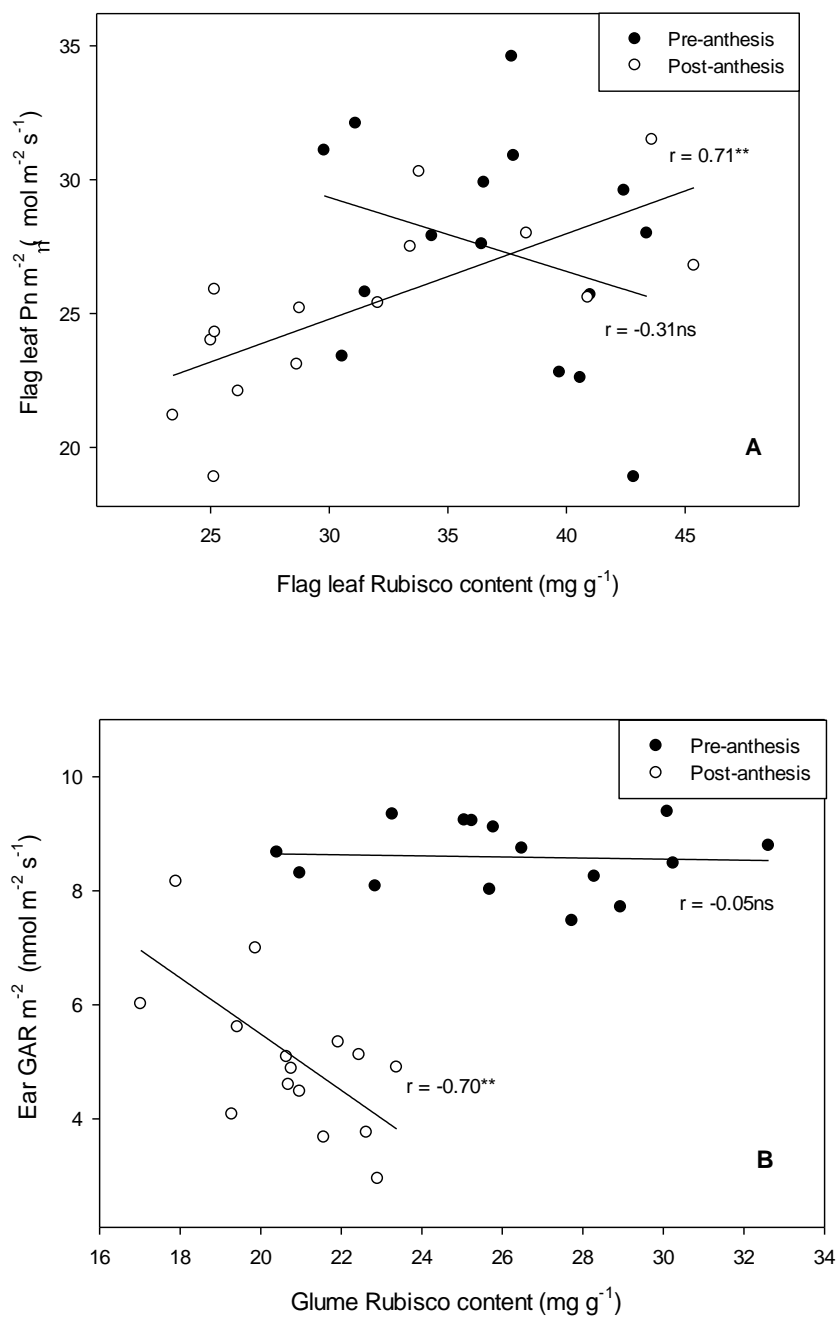 35
30
25
20
Flag leaf Pn m⁻² ( mol m⁻² s⁻¹)
Pre-anthesis
Post-anthesis
r = 0.71**
r = -0.31ns
A
25 30 35 40 45
Flag leaf Rubisco content (mg g⁻¹)
10
8
6
4
Ear GAR m⁻² (nmol m⁻² s⁻¹)
Pre-anthesis
Post-anthesis
r = -0.05ns
r = -0.70**
B
16 18 20 22 24 26 28 30 32 34
Glume Rubisco content (mg g⁻¹)